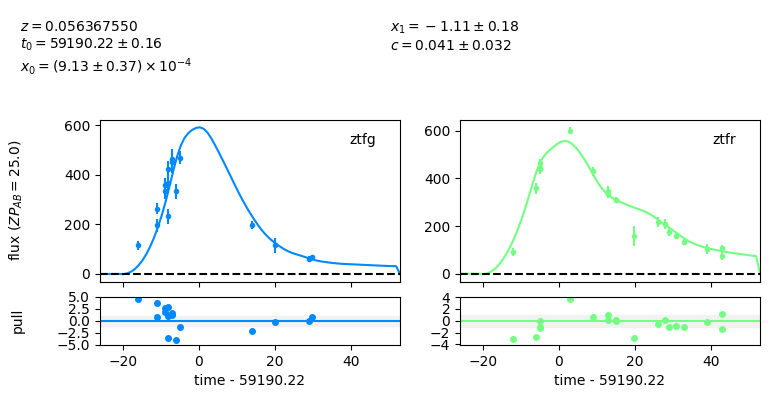 z = 0.056367550
t₀ = 59190.22 ± 0.16
x₀ = (9.13 ± 0.37) × 10⁻⁴
x₁ = −1.11 ± 0.18
c = 0.041 ± 0.032
flux (ZP_AB = 25.0)
600
400
200
0
ztfg
600
400
200
0
ztfr
pull
5.0
2.5
0.0
−2.5
−5.0
−20 0 20 40
time - 59190.22
4
2
0
−2
−4
−20 0 20 40
time - 59190.22